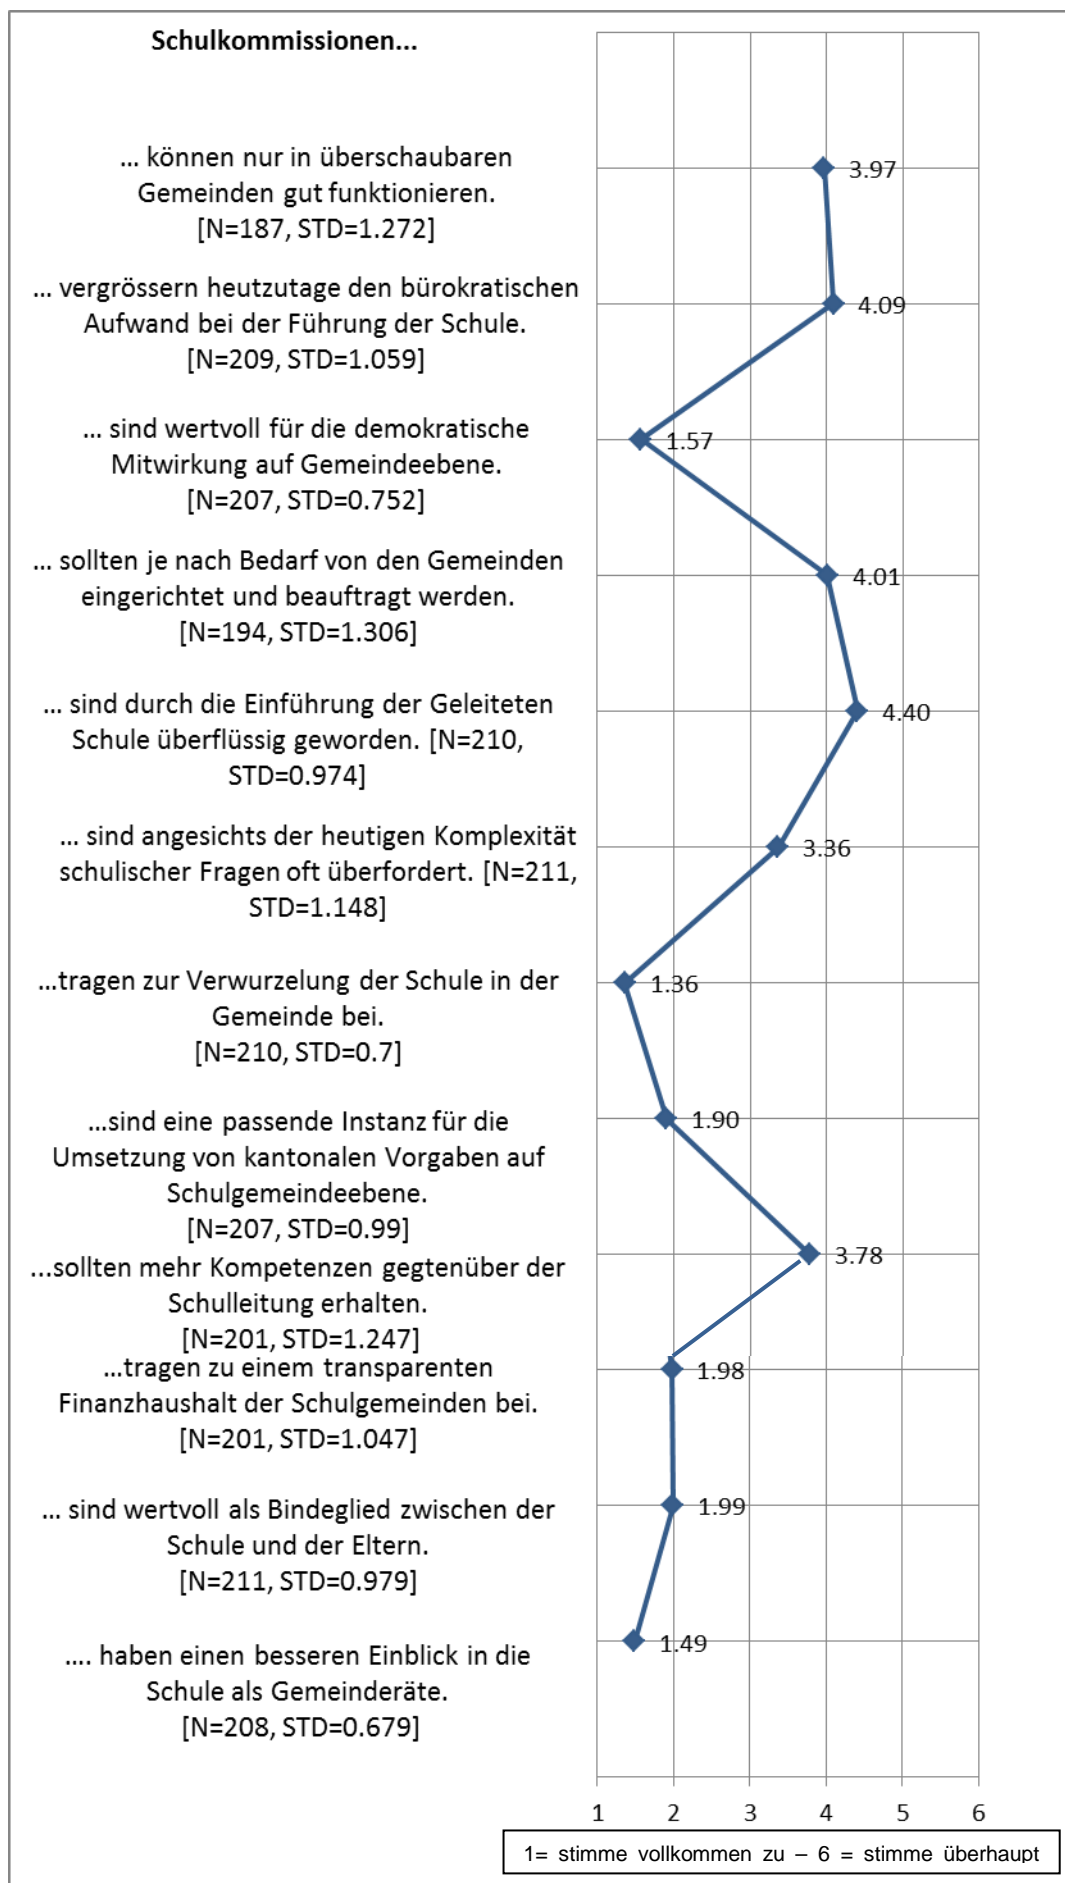 Schulkommissionen...
... können nur in überschaubaren
Gemeinden gut funktionieren.
[N=187, STD=1.272]
3.97
... vergrössern heutzutage den bürokratischen
Aufwand bei der Führung der Schule.
[N=209, STD=1.059]
4.09
... sind wertvoll für die demokratische
Mitwirkung auf Gemeindeebene.
[N=207, STD=0.752]
1.57
... sollten je nach Bedarf von den Gemeinden
eingerichtet und beauftragt werden.
[N=194, STD=1.306]
4.01
... sind durch die Einführung der Geleiteten
Schule überflüssig geworden. [N=210,
STD=0.974]
4.40
... sind angesichts der heutigen Komplexität
schulischer Fragen oft überfordert. [N=211,
STD=1.148]
3.36
...tragen zur Verwurzelung der Schule in der
Gemeinde bei.
[N=210, STD=0.7]
1.36
...sind eine passende Instanz für die
Umsetzung von kantonalen Vorgaben auf
Schulgemeindeebene.
[N=207, STD=0.99]
1.90
...sollten mehr Kompetenzen gegtenüber der
Schulleitung erhalten.
[N=201, STD=1.247]
3.78
...tragen zu einem transparenten
Finanzhaushalt der Schulgemeinden bei.
[N=201, STD=1.047]
1.98
... sind wertvoll als Bindeglied zwischen der
Schule und der Eltern.
[N=211, STD=0.979]
1.99
.... haben einen besseren Einblick in die
Schule als Gemeinderäte.
[N=208, STD=0.679]
1.49
1 2 3 4 5 6
1= stimme vollkommen zu – 6 = stimme überhaupt